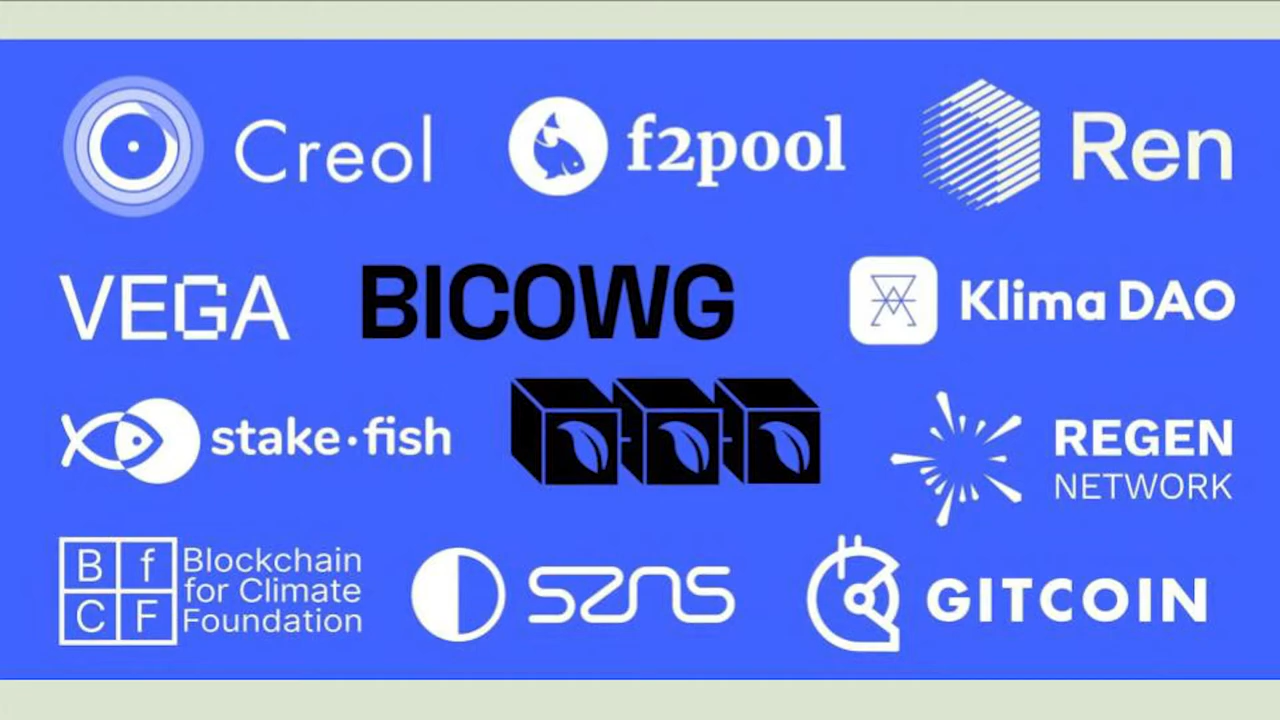 Creol
f2pool
Ren
VEGA
BICOWG
Klima DAO
stake·fish
REGEN
NETWORK
B f
C F
Blockchain
for Climate
Foundation
SZNS
GITCOIN